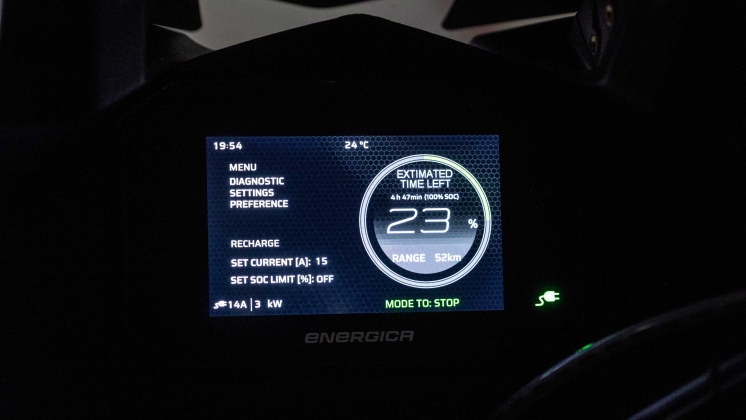 19:54
24 °C
MENU
DIAGNOSTIC
SETTINGS
PREFERENCE
RECHARGE
SET CURRENT [A]: 15
SET SOC LIMIT [%]: OFF
14A | 3 kW
EXTIMATED
TIME LEFT
4 h 47min (100% SOC)
23 %
RANGE 52km
MODE TO: STOP
ENERGICA